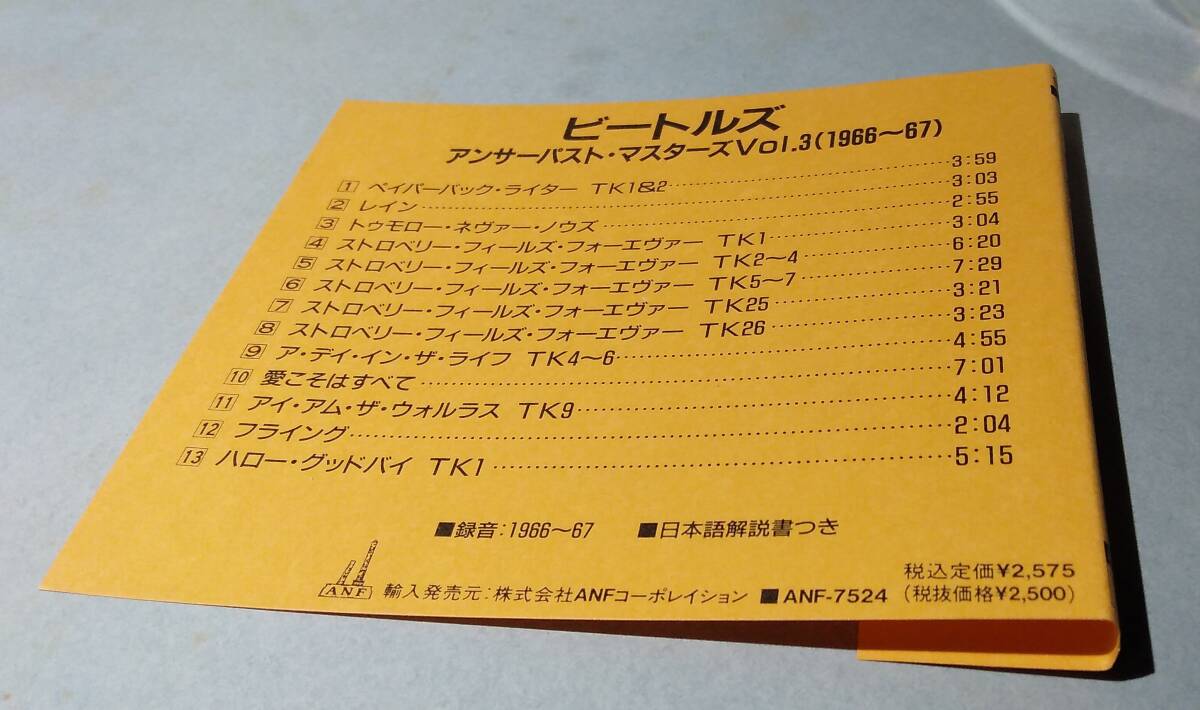 ビートルズ
アンサーパスト・マスターズVol.3(1966〜67)
1 ペイパーバック・ライター TK1&2 3:59
2 レイン 3:03
3 トゥモロー・ネヴァー・ノウズ 2:55
4 ストロベリー・フィールズ・フォーエヴァー TK1 3:04
5 ストロベリー・フィールズ・フォーエヴァー TK2〜4 6:20
6 ストロベリー・フィールズ・フォーエヴァー TK5〜7 7:29
7 ストロベリー・フィールズ・フォーエヴァー TK25 3:21
8 ストロベリー・フィールズ・フォーエヴァー TK26 3:23
9 ア・デイ・イン・ザ・ライフ TK4〜6 4:55
10 愛こそはすべて 7:01
11 アイ・アム・ザ・ウォルラス TK9 4:12
12 フライング 2:04
13 ハロー・グッドバイ TK1 5:15
■録音:1966〜67 ■日本語解説書つき
税込定価¥2,575
ANF 輸入発売元:株式会社ANFコーポレイション ■ANF-7524 (税抜価格¥2,500)